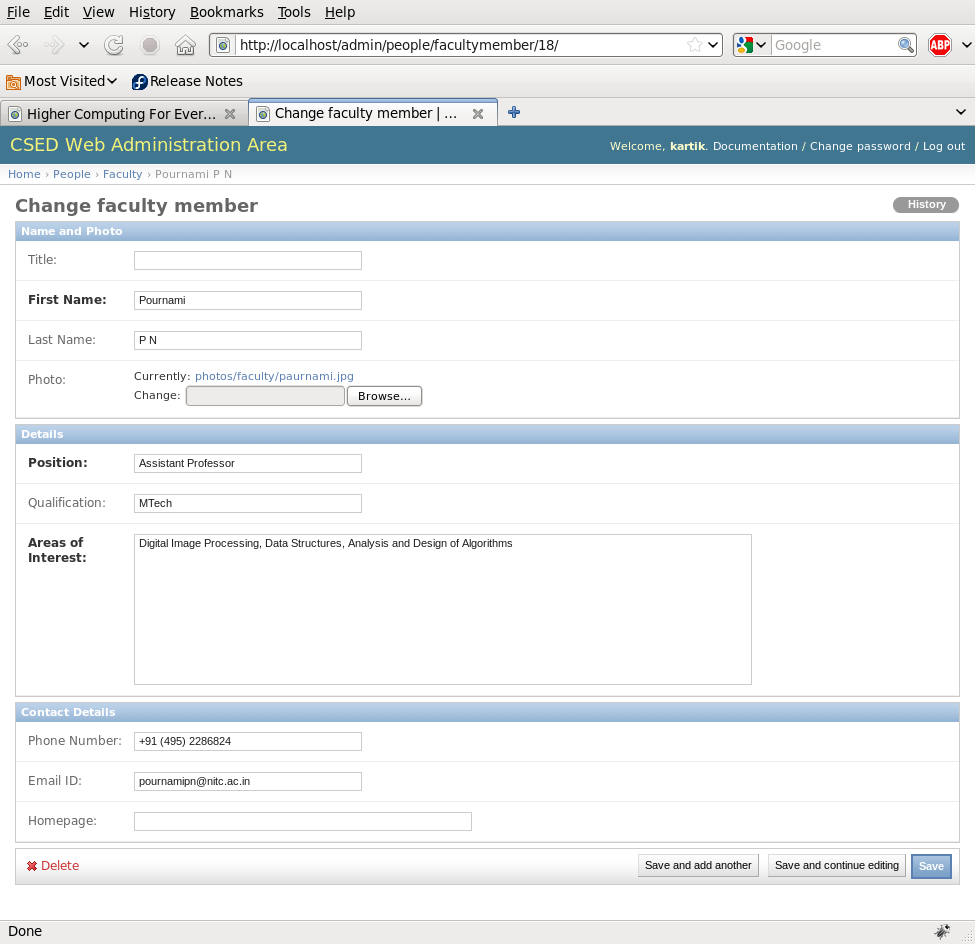 File Edit View History Bookmarks Tools Help
http://localhost/admin/people/facultymember/18/ Google ABP
Most Visited Release Notes
Higher Computing For Ever... Change faculty member | ...
CSED Web Administration Area Welcome, kartik. Documentation / Change password / Log out
Home › People › Faculty › Pournami P N
Change faculty member History
Name and Photo
Title:
First Name: Pournami
Last Name: P N
Photo: Currently: photos/faculty/paurnami.jpg
Change: Browse...
Details
Position: Assistant Professor
Qualification: MTech
Areas of Digital Image Processing, Data Structures, Analysis and Design of Algorithms
Interest:
Contact Details
Phone Number: +91 (495) 2286824
Email ID: pournamipn@nitc.ac.in
Homepage:
Delete Save and add another Save and continue editing Save
Done